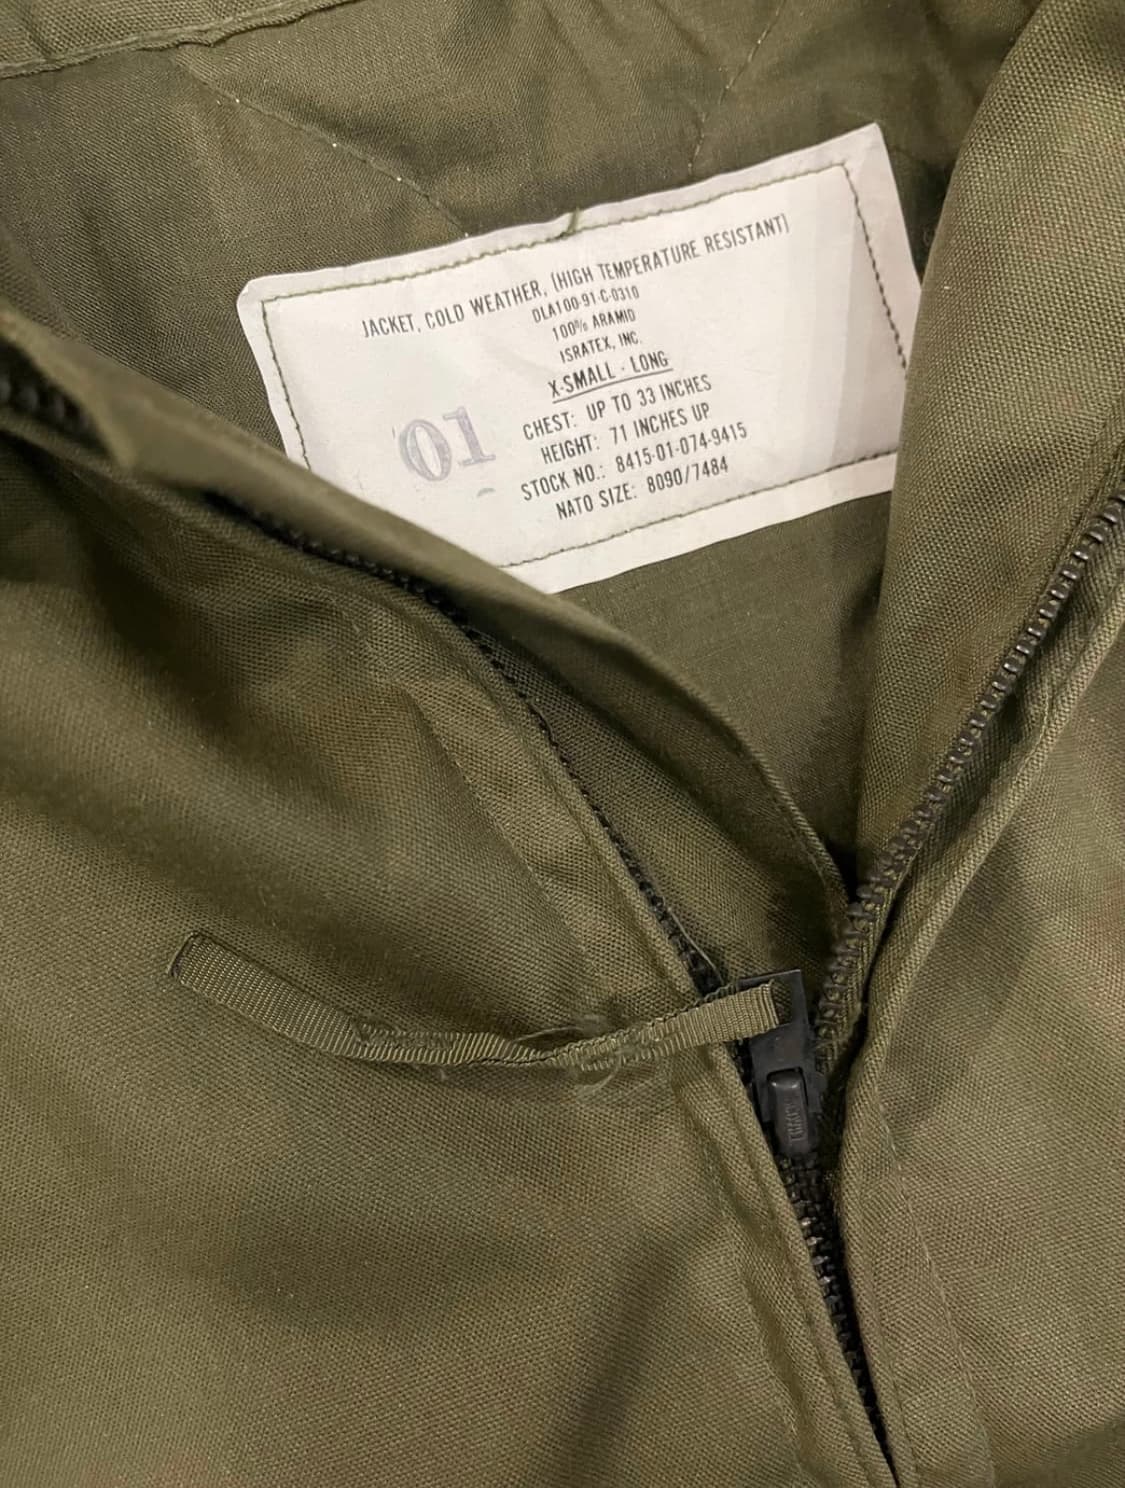 JACKET, COLD WEATHER, (HIGH TEMPERATURE RESISTANT)
DLA100-91-C-0310
100% ARAMID
ISRATEX, INC.
X-SMALL - LONG
CHEST: UP TO 33 INCHES
HEIGHT: 71 INCHES UP
STOCK NO.: 8415-01-074-9415
NATO SIZE: 8090/7484
01